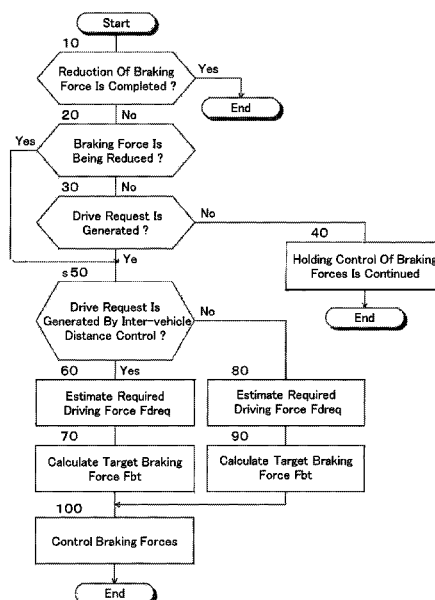 Start
10
Reduction Of Braking
Force Is Completed ?
Yes
End
20
No
Yes
Braking Force Is
Being Reduced ?
30
No
Drive Request Is
Generated ?
No
40
Holding Control Of Braking
Forces Is Continued
End
Ye
s50
Drive Request Is
Generated By Inter-vehicle
Distance Control ?
No
60
Yes
80
Estimate Required
Driving Force Fdreq
Estimate Required
Driving Force Fdreq
70
90
Calculate Target Braking
Force Fbt
Calculate Target Braking
Force Fbt
100
Control Braking Forces
End